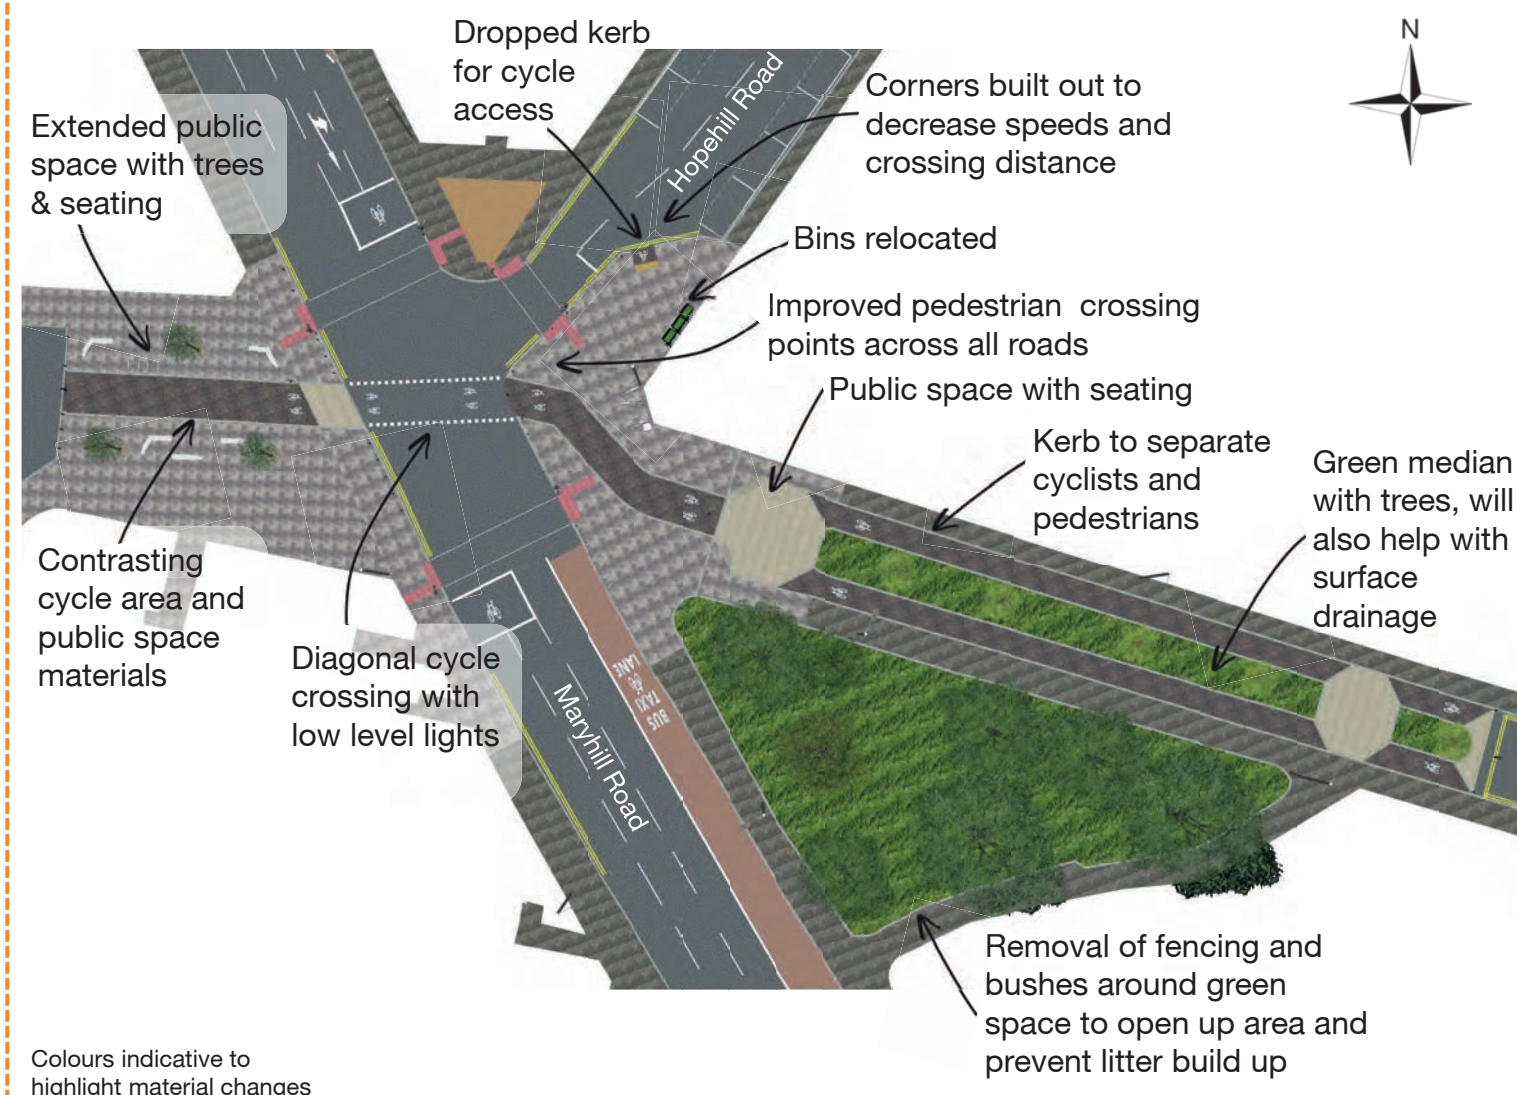 N
Dropped kerb
for cycle
access
Hopehill Road
Corners built out to
decrease speeds and
crossing distance
Extended public
space with trees
& seating
Bins relocated
Improved pedestrian crossing
points across all roads
Public space with seating
Kerb to separate
cyclists and
pedestrians
Green median
with trees, will
also help with
surface
drainage
Contrasting
cycle area and
public space
materials
Diagonal cycle
crossing with
low level lights
BUS
TAXI
LANE
Maryhill Road
Removal of fencing and
bushes around green
space to open up area and
prevent litter build up
Colours indicative to
highlight material changes